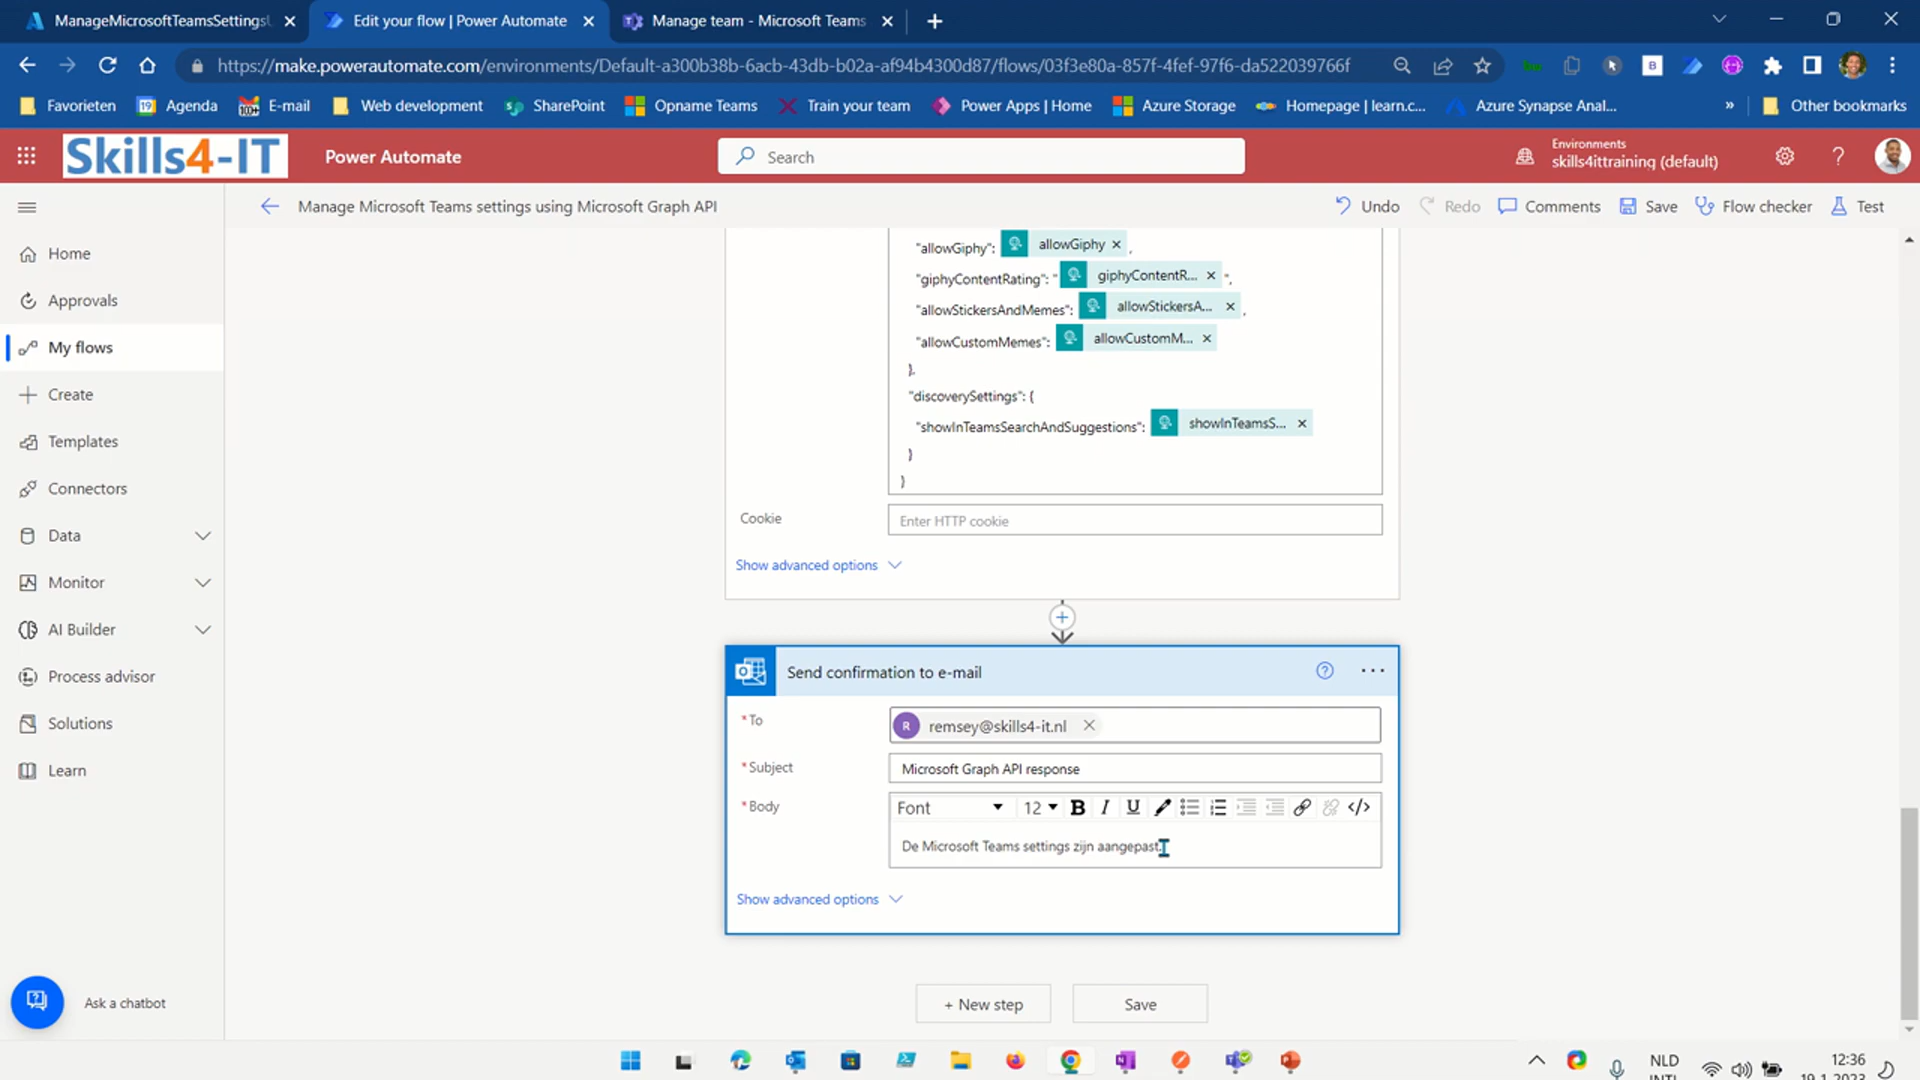 ManageMicrosoftTeamsSettingsU
Edit your flow | Power Automate
Manage team - Microsoft Teams
https://make.powerautomate.com/environments/Default-a300b38b-6acb-43db-b02a-af94b4300d87/flows/03f3e80a-857f-4fef-97f6-da522039766f
Favorieten
Agenda
E-mail
Web development
SharePoint
Opname Teams
Train your team
Power Apps | Home
Azure Storage
Homepage | learn.c...
Azure Synapse Anal...
»
Other bookmarks
Skills4-IT
Power Automate
Search
Environments
skills4ittraining (default)
Manage Microsoft Teams settings using Microsoft Graph API
Undo
Redo
Comments
Save
Flow checker
Test
Home
Approvals
My flows
Create
Templates
Connectors
Data
Monitor
AI Builder
Process advisor
Solutions
Learn
Ask a chatbot
"allowGiphy": allowGiphy ,
"giphyContentRating": " giphyContentR... ",
"allowStickersAndMemes": allowStickersA... ,
"allowCustomMemes": allowCustomM...
},
"discoverySettings": {
"showInTeamsSearchAndSuggestions": showInTeamsS...
}
}
Cookie
Enter HTTP cookie
Show advanced options
Send confirmation to e-mail
* To
R remsey@skills4-it.nl
* Subject
Microsoft Graph API response
* Body
Font 12 B I U </>
De Microsoft Teams settings zijn aangepast.
Show advanced options
+ New step
Save
NLD
INTL
12:36
19-1-2023